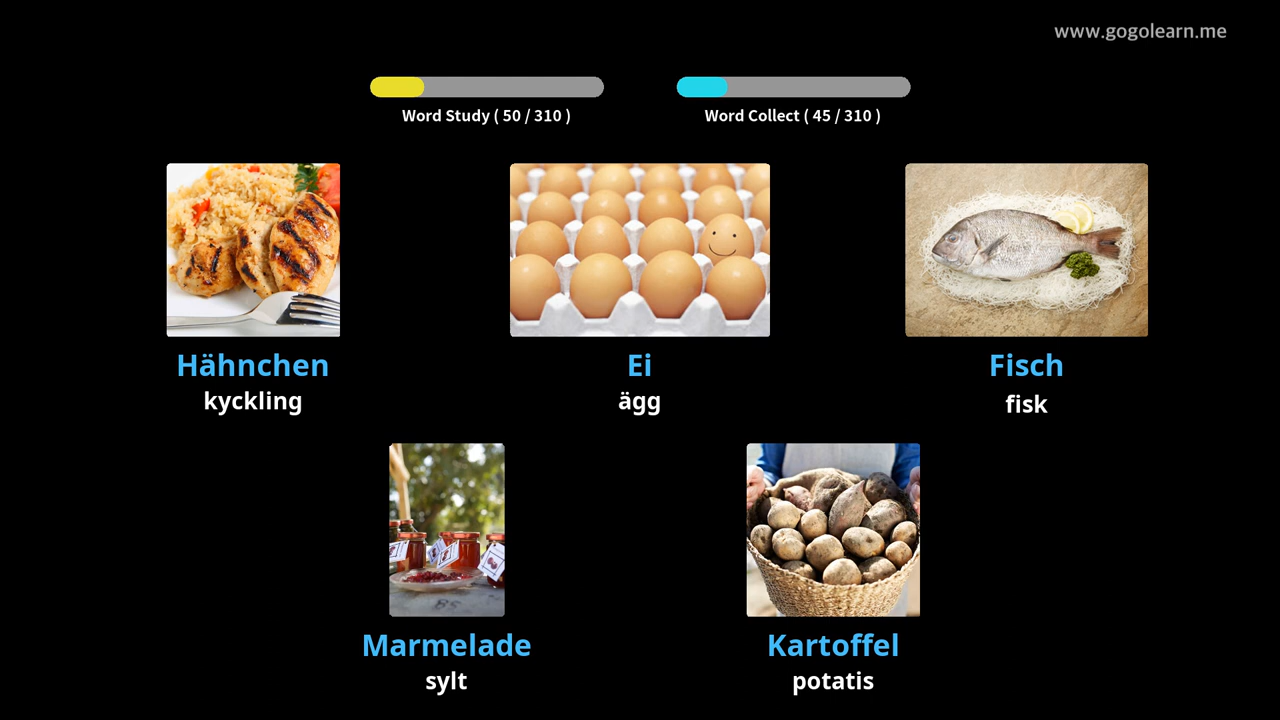 www.gogolearn.me
Word Study ( 50 / 310 )
Word Collect ( 45 / 310 )
Hähnchen
kyckling
Ei
ägg
Fisch
fisk
Marmelade
sylt
Kartoffel
potatis